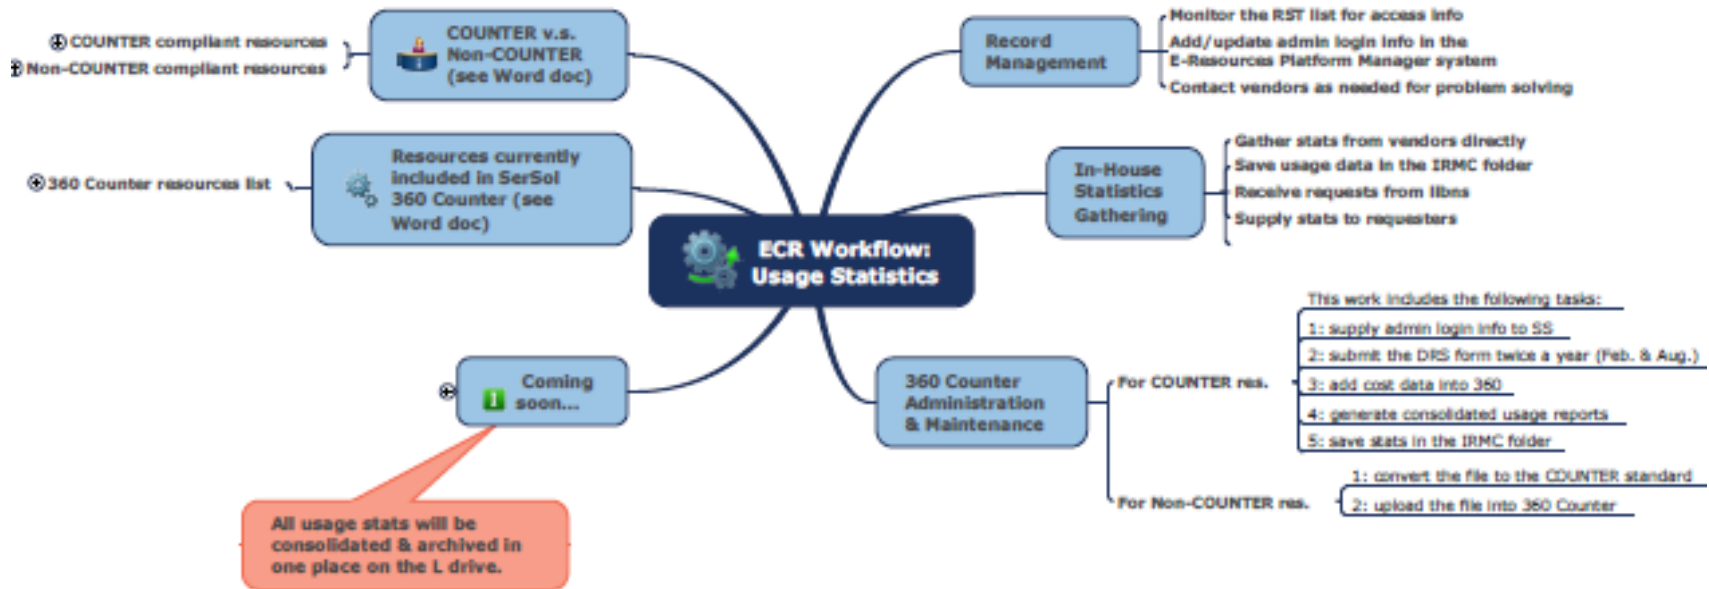 COUNTER v.s.
Non-COUNTER
(see Word doc)
COUNTER compliant resources
Non-COUNTER compliant resources
Resources currently
included in SerSol
360 Counter (see
Word doc)
360 Counter resources list
ECR Workflow:
Usage Statistics
Coming
soon...
1
All usage stats will be
consolidated & archived in
one place on the L drive.
Record
Management
Monitor the RST list for access info
Add/update admin login info in the
E-Resources Platform Manager system
Contact vendors as needed for problem solving
In-House
Statistics
Gathering
Gather stats from vendors directly
Save usage data in the IRMC folder
Receive requests from libns
Supply stats to requesters
360 Counter
Administration
& Maintenance
For COUNTER res.
This work includes the following tasks:
1: supply admin login info to SS
2: submit the DRS form twice a year (Feb. & Aug.)
3: add cost data into 360
4: generate consolidated usage reports
5: save stats in the IRMC folder
For Non-COUNTER res.
1: convert the file to the COUNTER standard
2: upload the file into 360 Counter